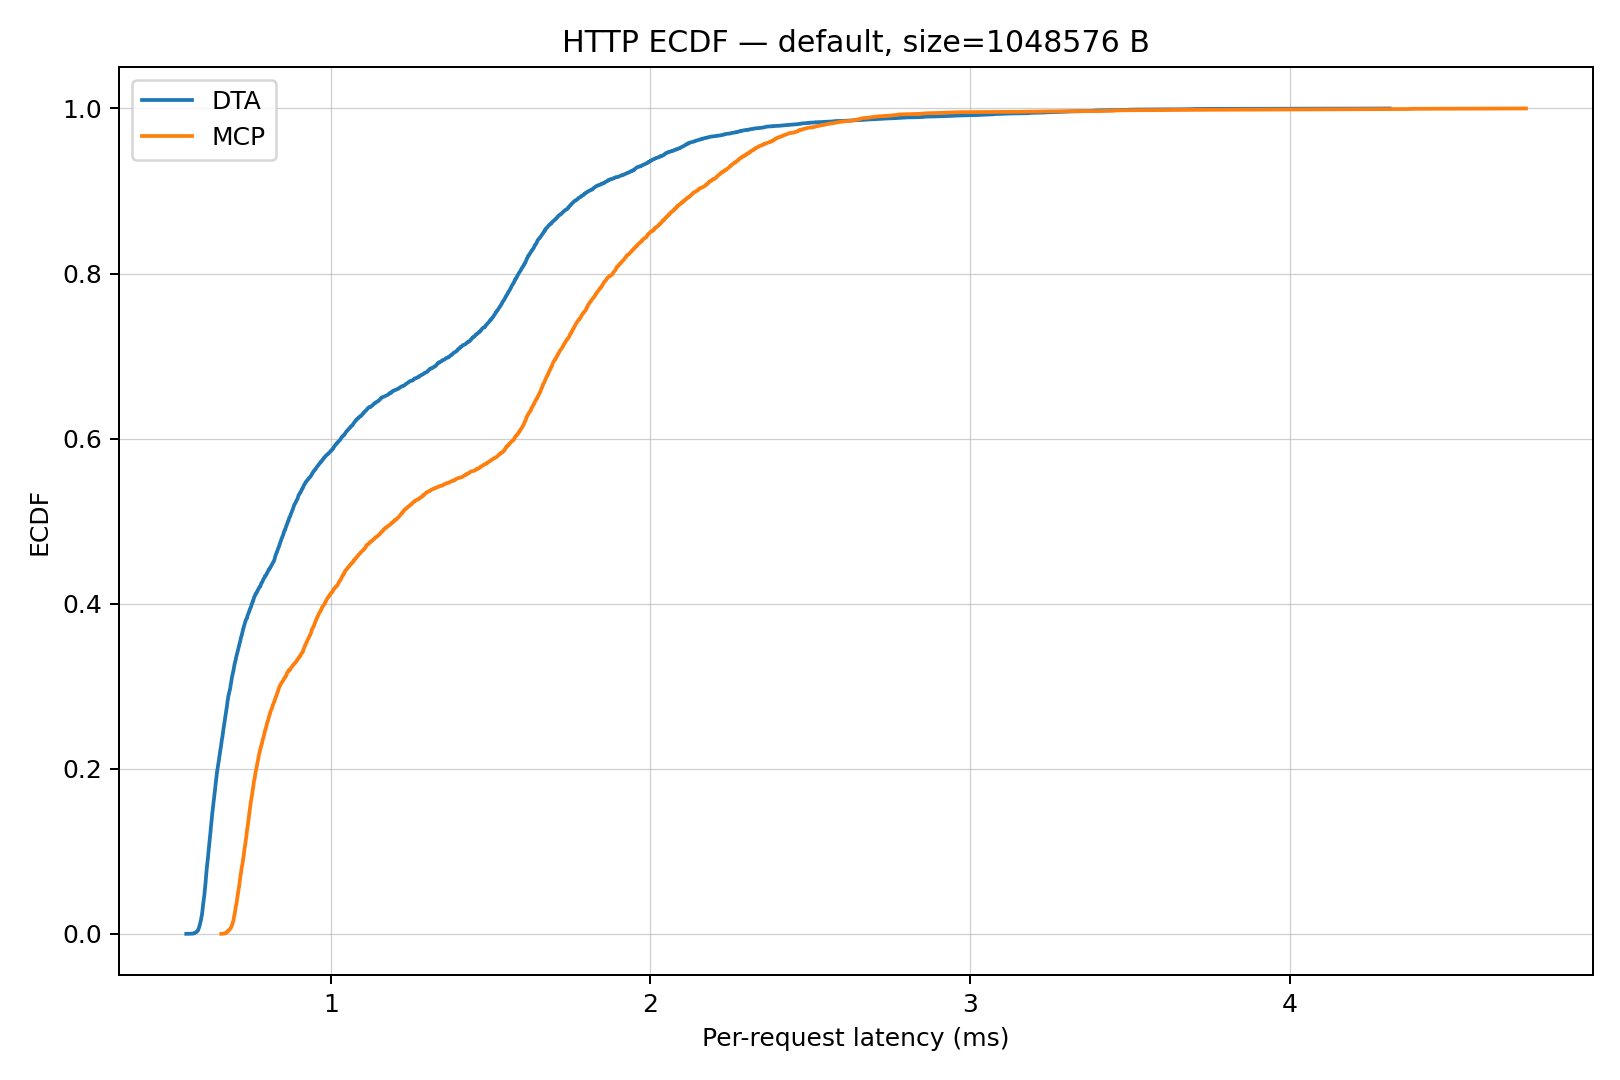 HTTP ECDF — default, size=1048576 B
DTA
MCP
1.0
0.8
0.6
0.4
0.2
0.0
ECDF
1 2 3 4
Per-request latency (ms)